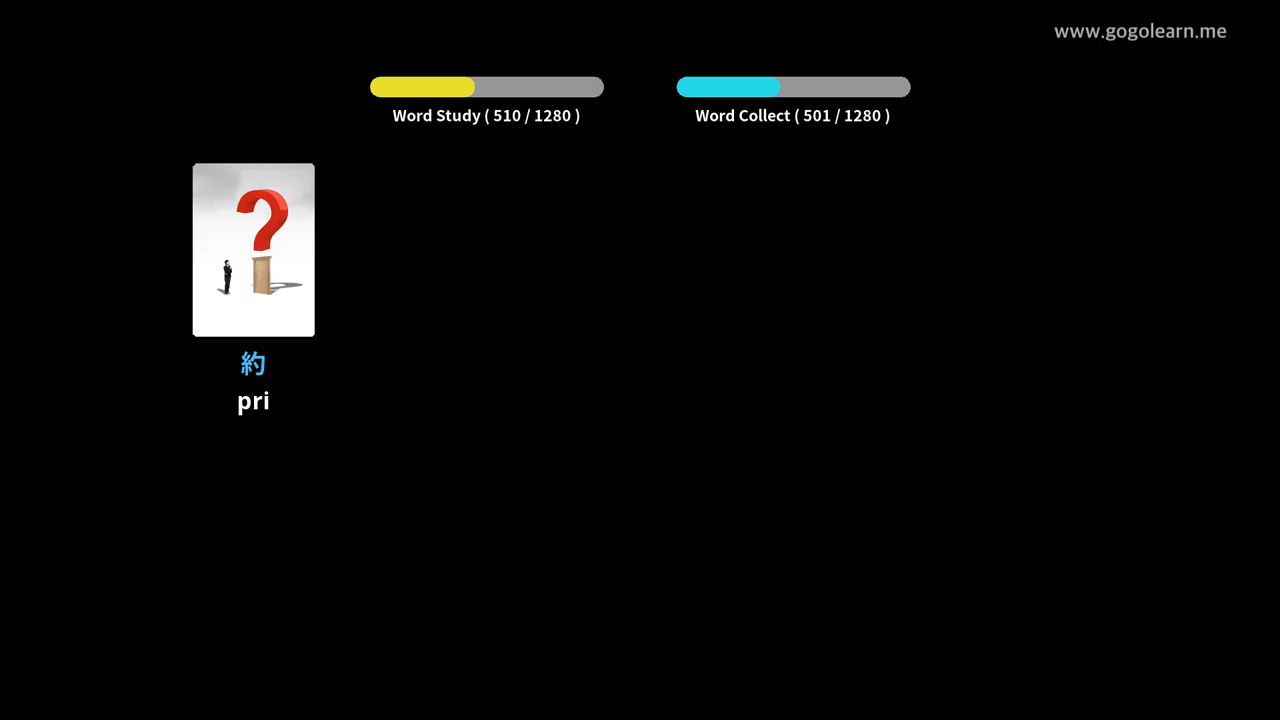 www.gogolearn.me
Word Study ( 510 / 1280 )
Word Collect ( 501 / 1280 )
?
約
pri